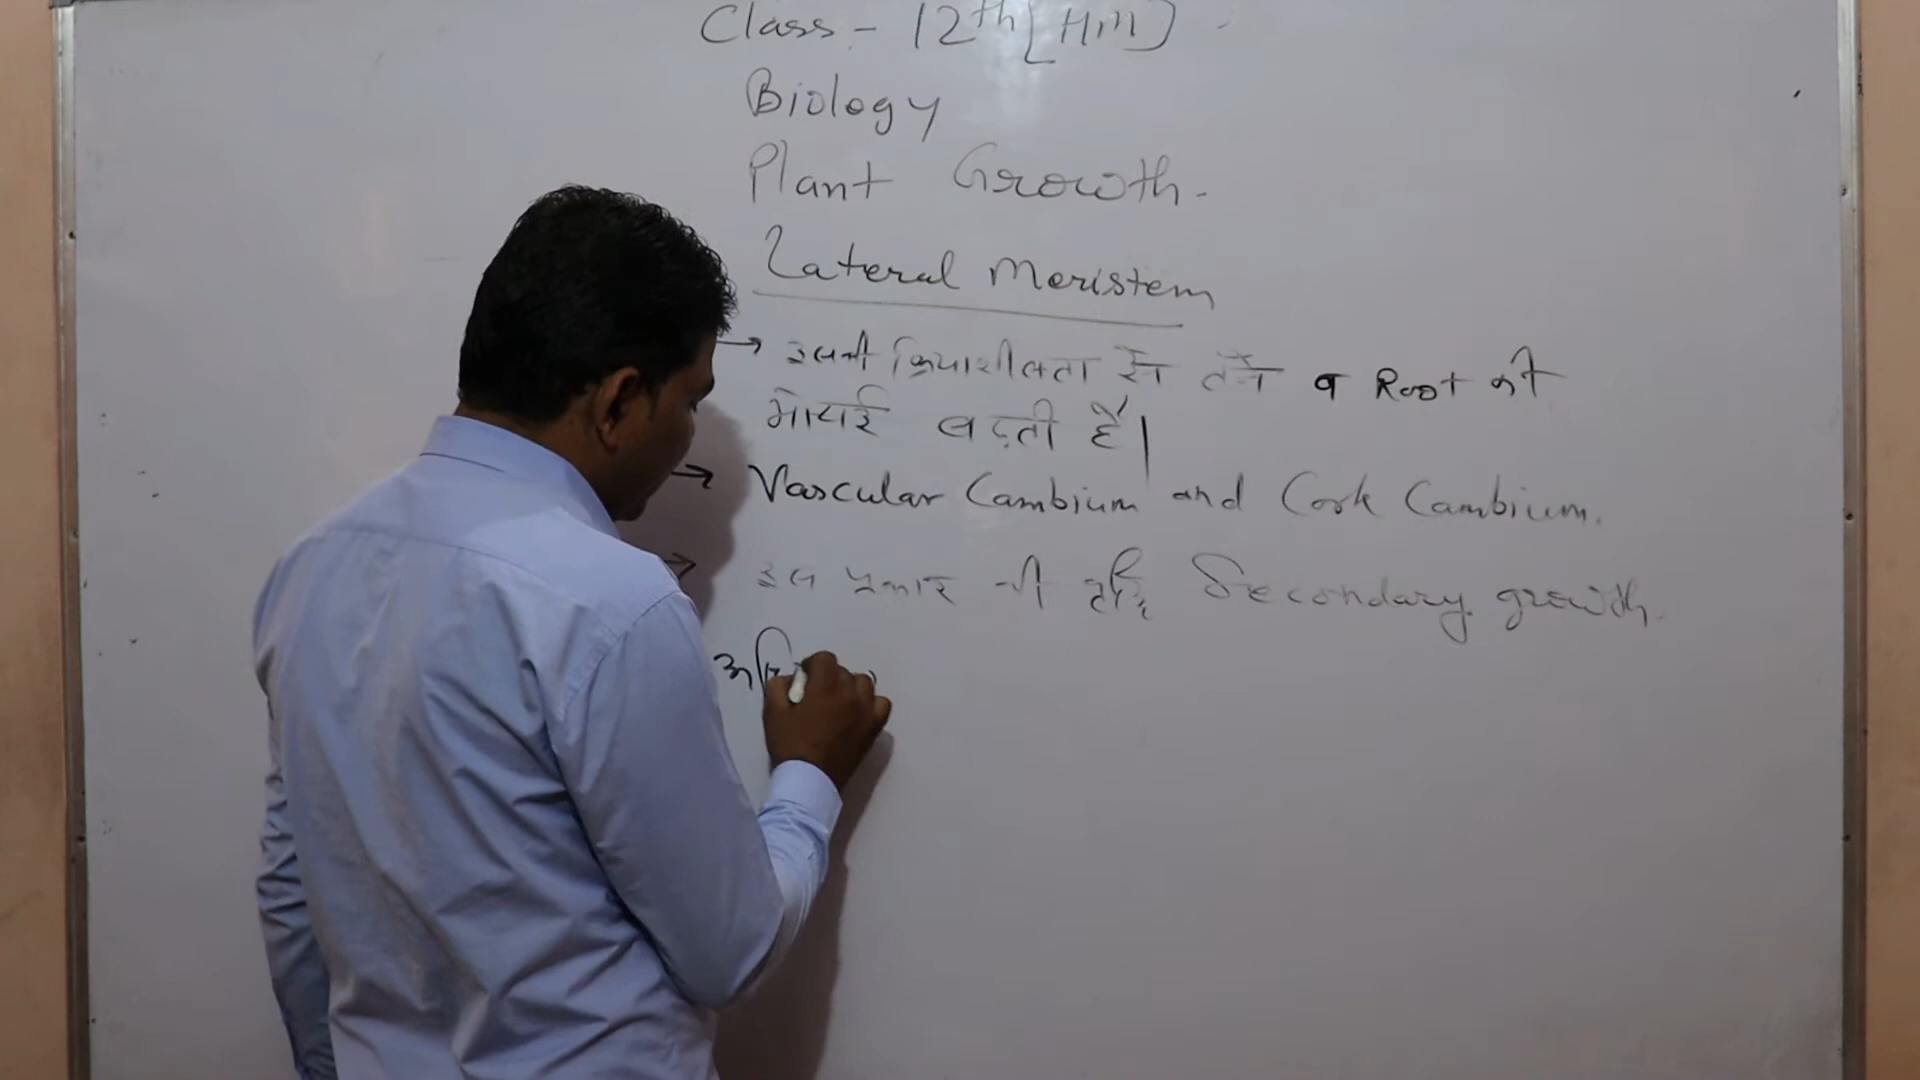 Class - 12th [HM]
Biology
Plant Growth -
Lateral Meristem
→ इसकी क्रियाशीलता से तने व Root की
मोटाई बढ़ती है।
→ Vascular Cambium and Cork Cambium.
→ इस प्रकार की वृद्धि Secondary growth.